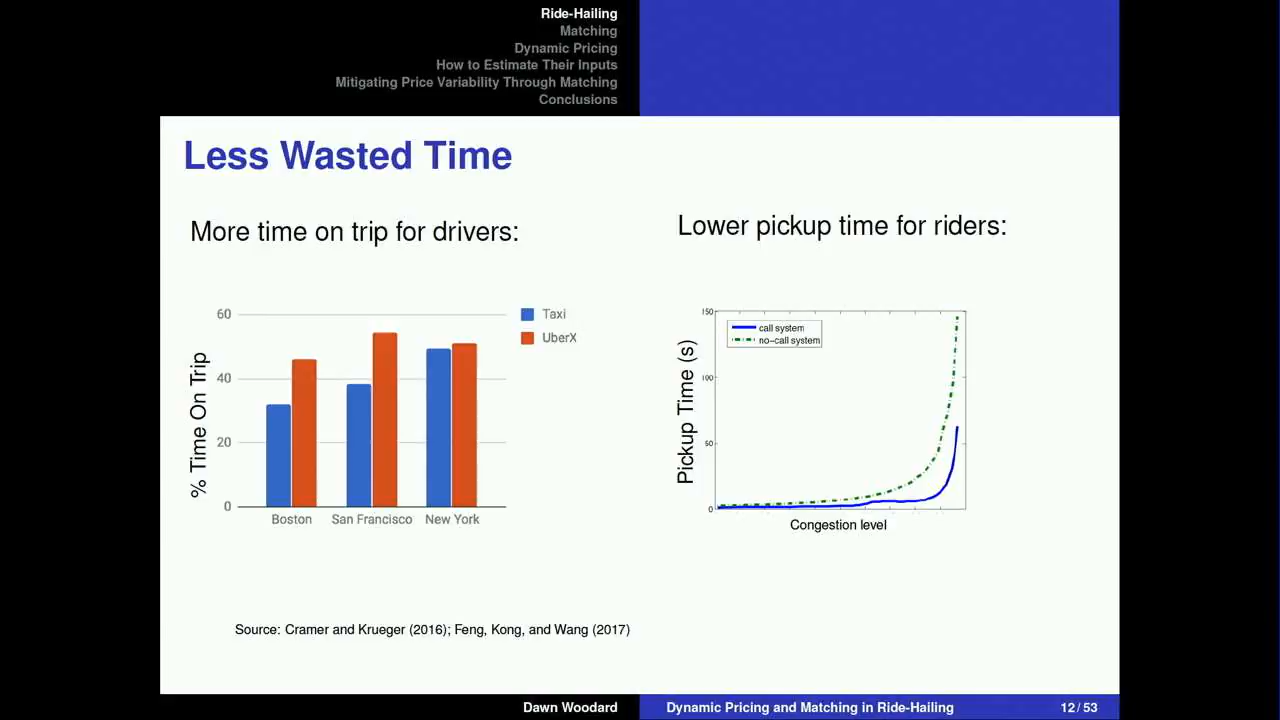 Ride-Hailing
Matching
Dynamic Pricing
How to Estimate Their Inputs
Mitigating Price Variability Through Matching
Conclusions
Less Wasted Time
More time on trip for drivers:
% Time On Trip
60
40
20
0
Taxi
UberX
Boston San Francisco New York
Lower pickup time for riders:
Pickup Time (s)
150
100
50
0
call system
no-call system
Congestion level
Source: Cramer and Krueger (2016); Feng, Kong, and Wang (2017)
Dawn Woodard
Dynamic Pricing and Matching in Ride-Hailing
12 / 53